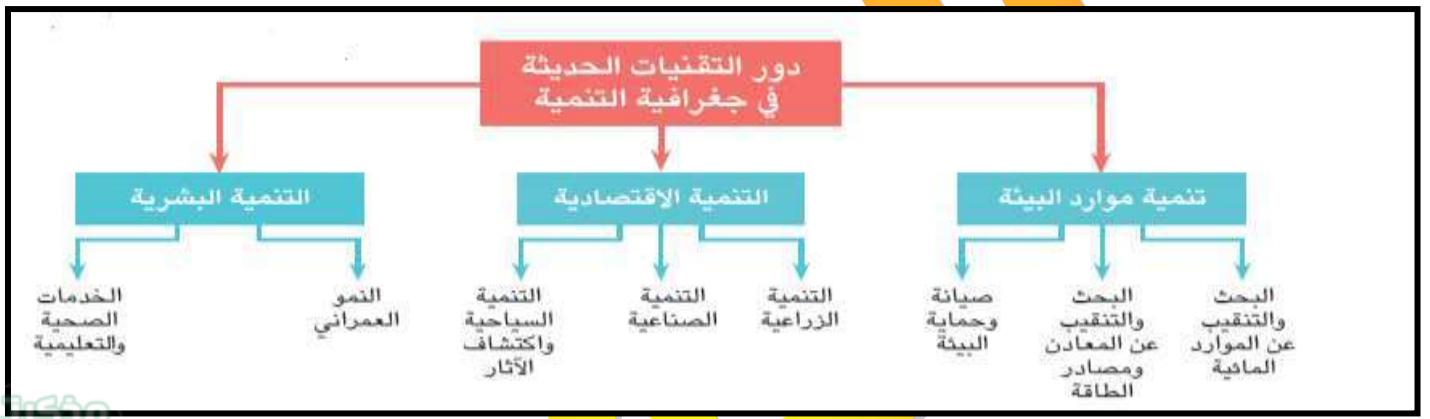 دور التقنيات الحديثة
في جغرافية التنمية
تنمية موارد البيئة
التنمية الاقتصادية
التنمية البشرية
البحث
والتنقيب
عن الموارد
المائية
البحث
والتنقيب
عن المعادن
ومصادر
الطاقة
صيانة
وحماية
البيئة
التنمية
الزراعية
التنمية
الصناعية
التنمية
السياحية
واكتشاف
الآثار
النمو
العمراني
الخدمات
الصحية
والتعليمية